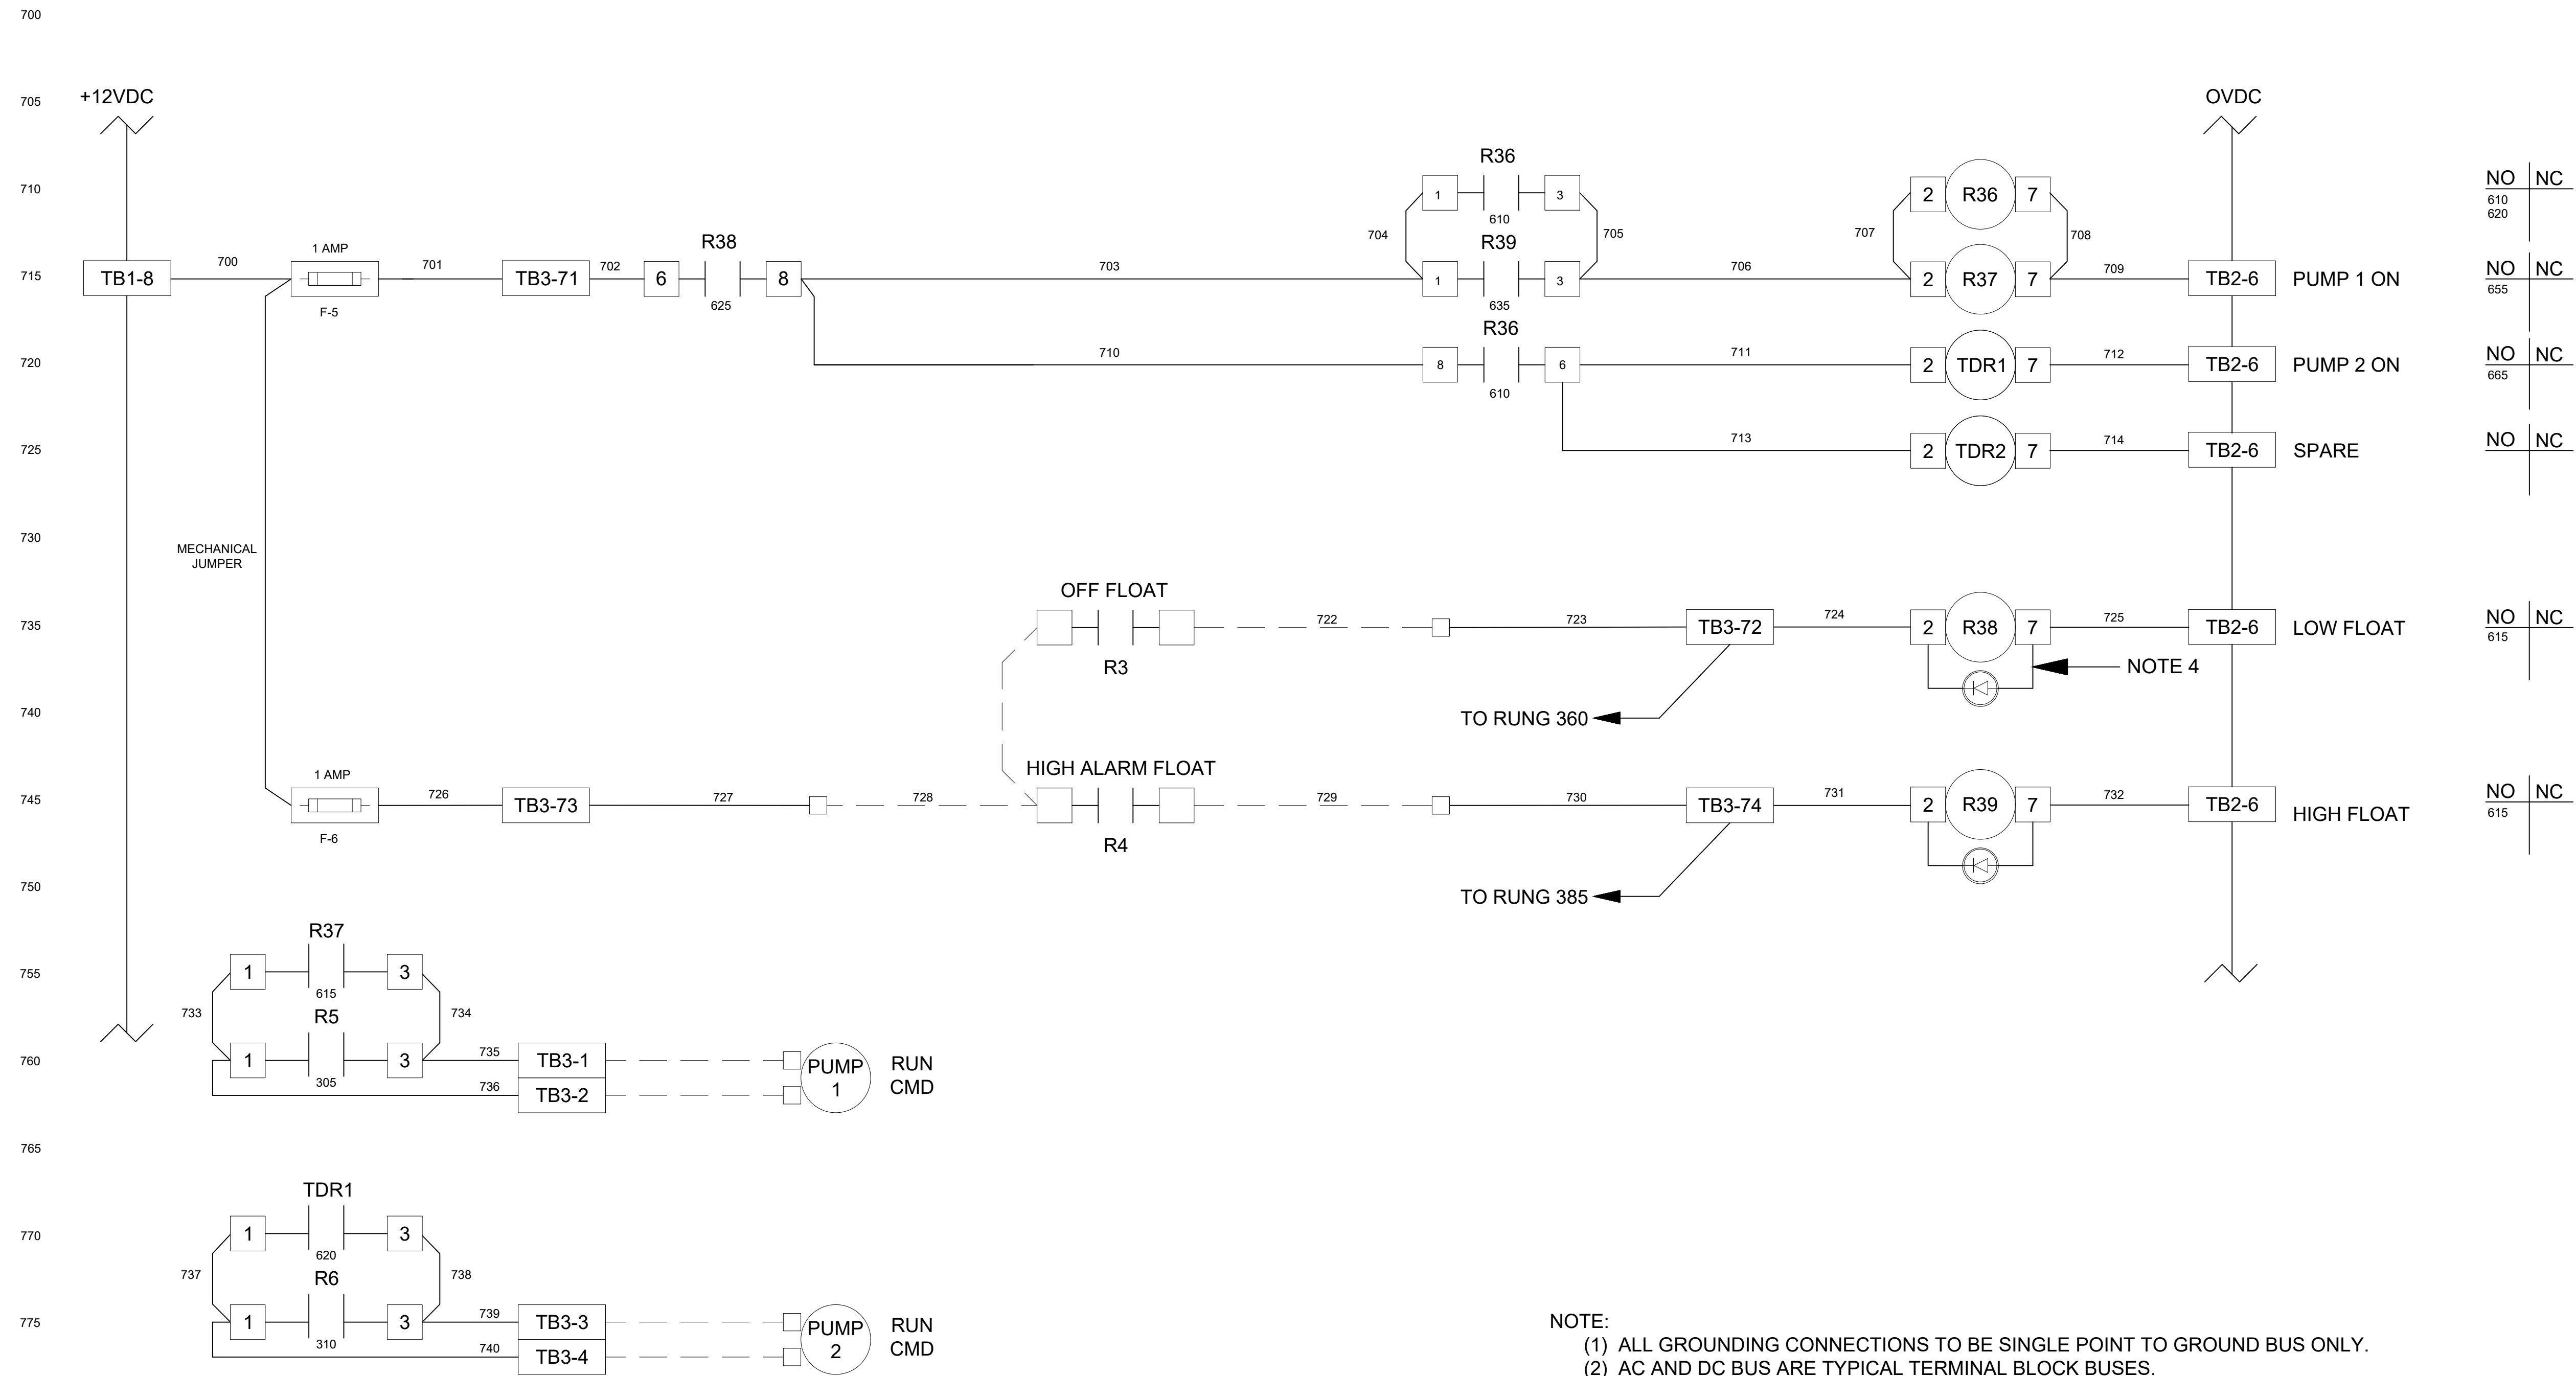 700
705
+12VDC
OVDC
710
R36
1
3
610
704
705
2
R36
7
707
708
NO NC
610
620
715
TB1-8
700
1 AMP
F-5
701
TB3-71
702
6
R38
8
625
703
R39
1
3
635
706
2
R37
7
709
TB2-6
PUMP 1 ON
NO NC
655
720
710
R36
8
6
610
711
2
TDR1
7
712
TB2-6
PUMP 2 ON
NO NC
665
725
713
2
TDR2
7
714
TB2-6
SPARE
NO NC
730
MECHANICAL
JUMPER
735
OFF FLOAT
R3
722
723
TB3-72
724
2
R38
7
725
TB2-6
LOW FLOAT
NO NC
615
NOTE 4
740
TO RUNG 360
745
1 AMP
F-6
726
TB3-73
727
728
HIGH ALARM FLOAT
R4
729
730
TB3-74
731
2
R39
7
732
TB2-6
HIGH FLOAT
NO NC
615
750
TO RUNG 385
755
R37
1
3
615
733
734
760
R5
1
3
305
735
TB3-1
736
TB3-2
PUMP
1
RUN
CMD
765
770
TDR1
1
3
620
737
738
775
R6
1
3
310
739
TB3-3
740
TB3-4
PUMP
2
RUN
CMD
NOTE:
(1) ALL GROUNDING CONNECTIONS TO BE SINGLE POINT TO GROUND BUS ONLY.
(2) AC AND DC BUS ARE TYPICAL TERMINAL BLOCK BUSES.